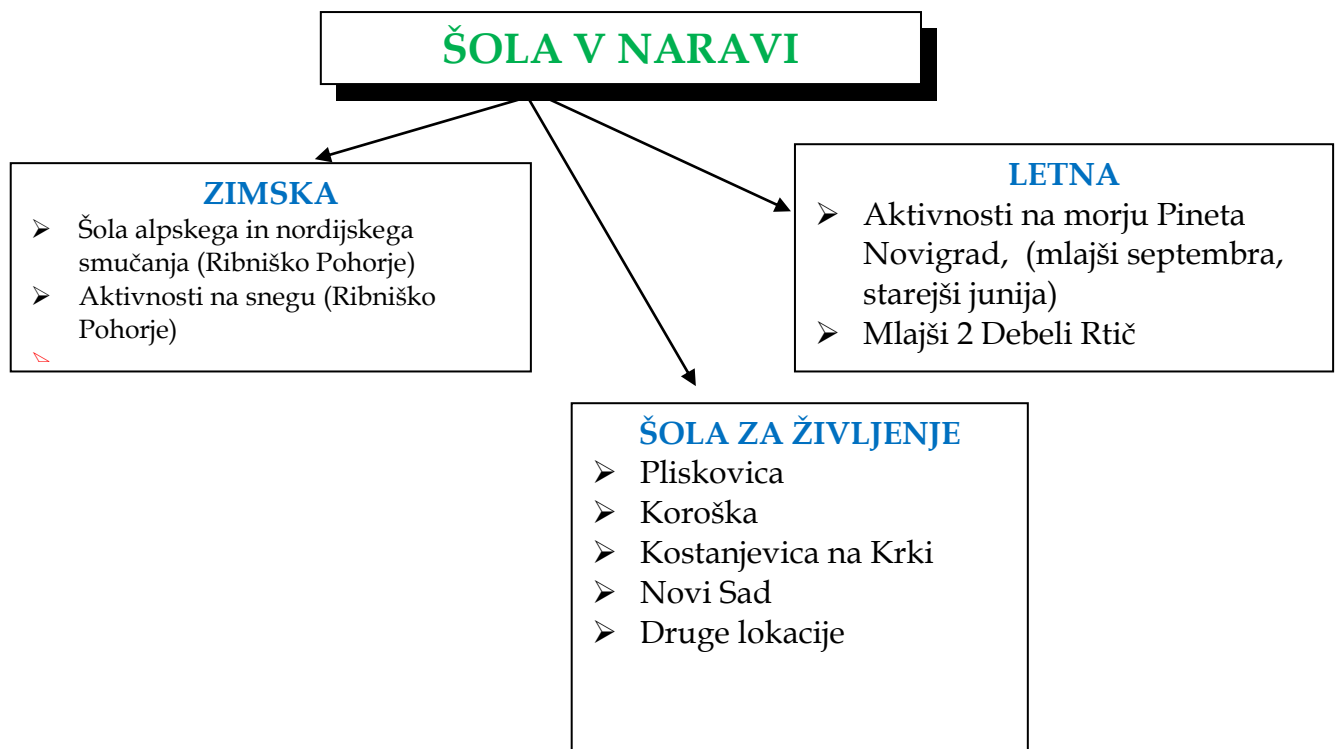 ŠOLA V NARAVI
ZIMSKA
➢ Šola alpskega in nordijskega
smučanja (Ribniško Pohorje)
➢ Aktivnosti na snegu (Ribniško
Pohorje)
LETNA
➢ Aktivnosti na morju Pineta
Novigrad, (mlajši septembra,
starejši junija)
➢ Mlajši 2 Debeli Rtič
ŠOLA ZA ŽIVLJENJE
➢ Pliskovica
➢ Koroška
➢ Kostanjevica na Krki
➢ Novi Sad
➢ Druge lokacije